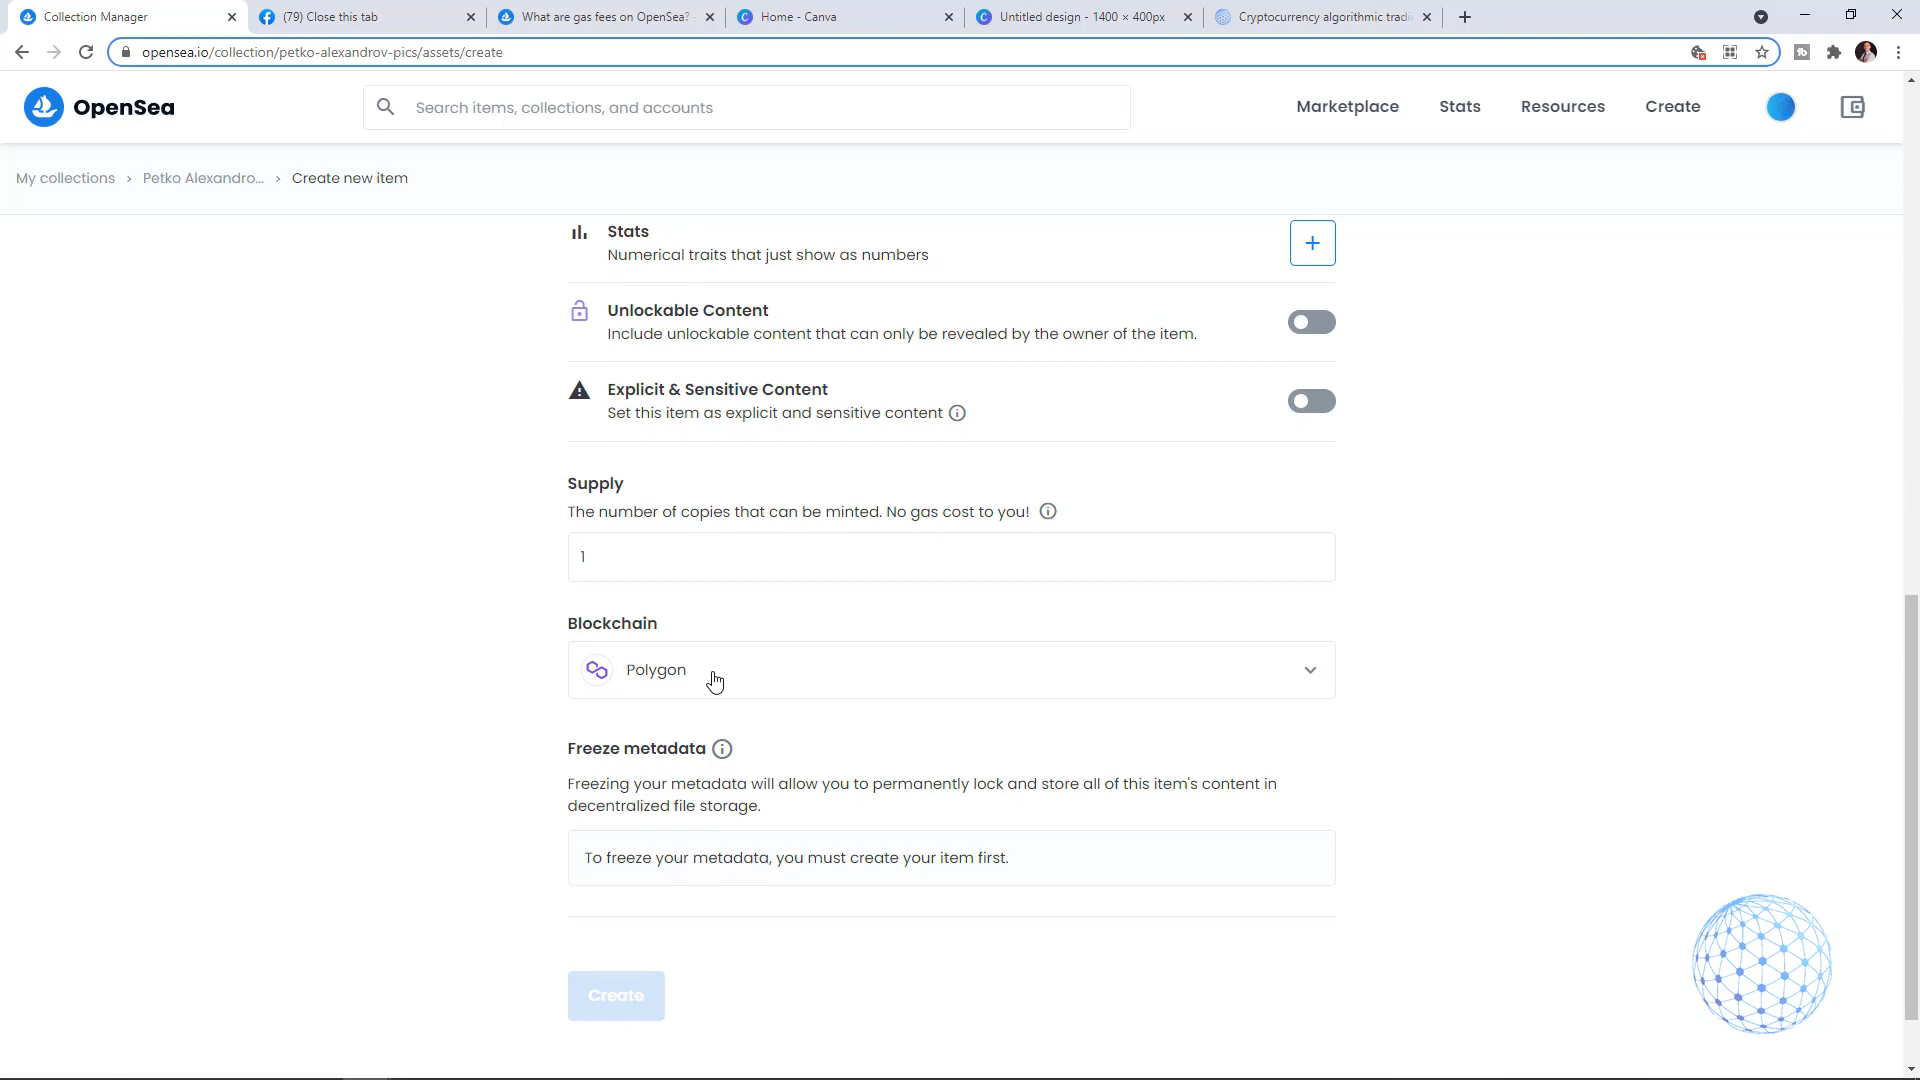 Collection Manager
(79) Close this tab
What are gas fees on OpenSea?
Home - Canva
Untitled design - 1400 × 400px
Cryptocurrency algorithmic tradi
opensea.io/collection/petko-alexandrov-pics/assets/create
OpenSea
Search items, collections, and accounts
Marketplace
Stats
Resources
Create
My collections › Petko Alexandro... › Create new item
Stats
Numerical traits that just show as numbers
Unlockable Content
Include unlockable content that can only be revealed by the owner of the item.
Explicit & Sensitive Content
Set this item as explicit and sensitive content
Supply
The number of copies that can be minted. No gas cost to you!
1
Blockchain
Polygon
Freeze metadata
Freezing your metadata will allow you to permanently lock and store all of this item's content in
decentralized file storage.
To freeze your metadata, you must create your item first.
Create